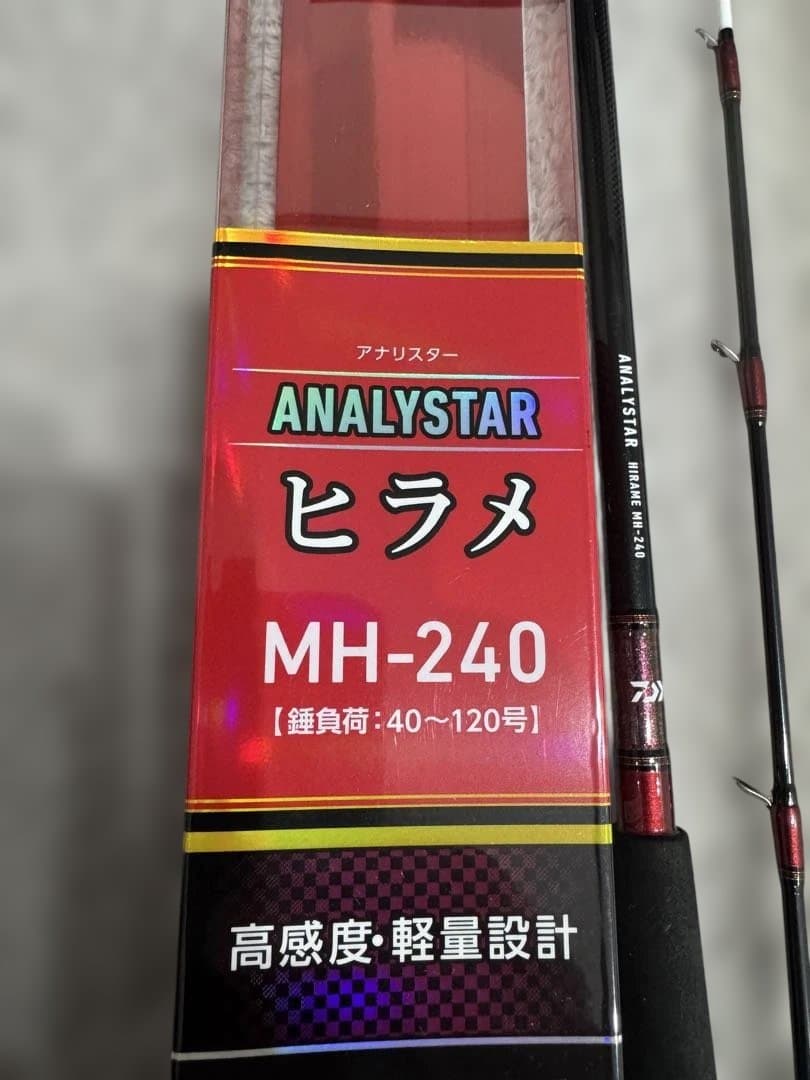 アナリスター
ANALYSTAR
ヒラメ
MH-240
【錘負荷:40〜120号】
高感度・軽量設計
ANALYSTAR HIRAME MH-240